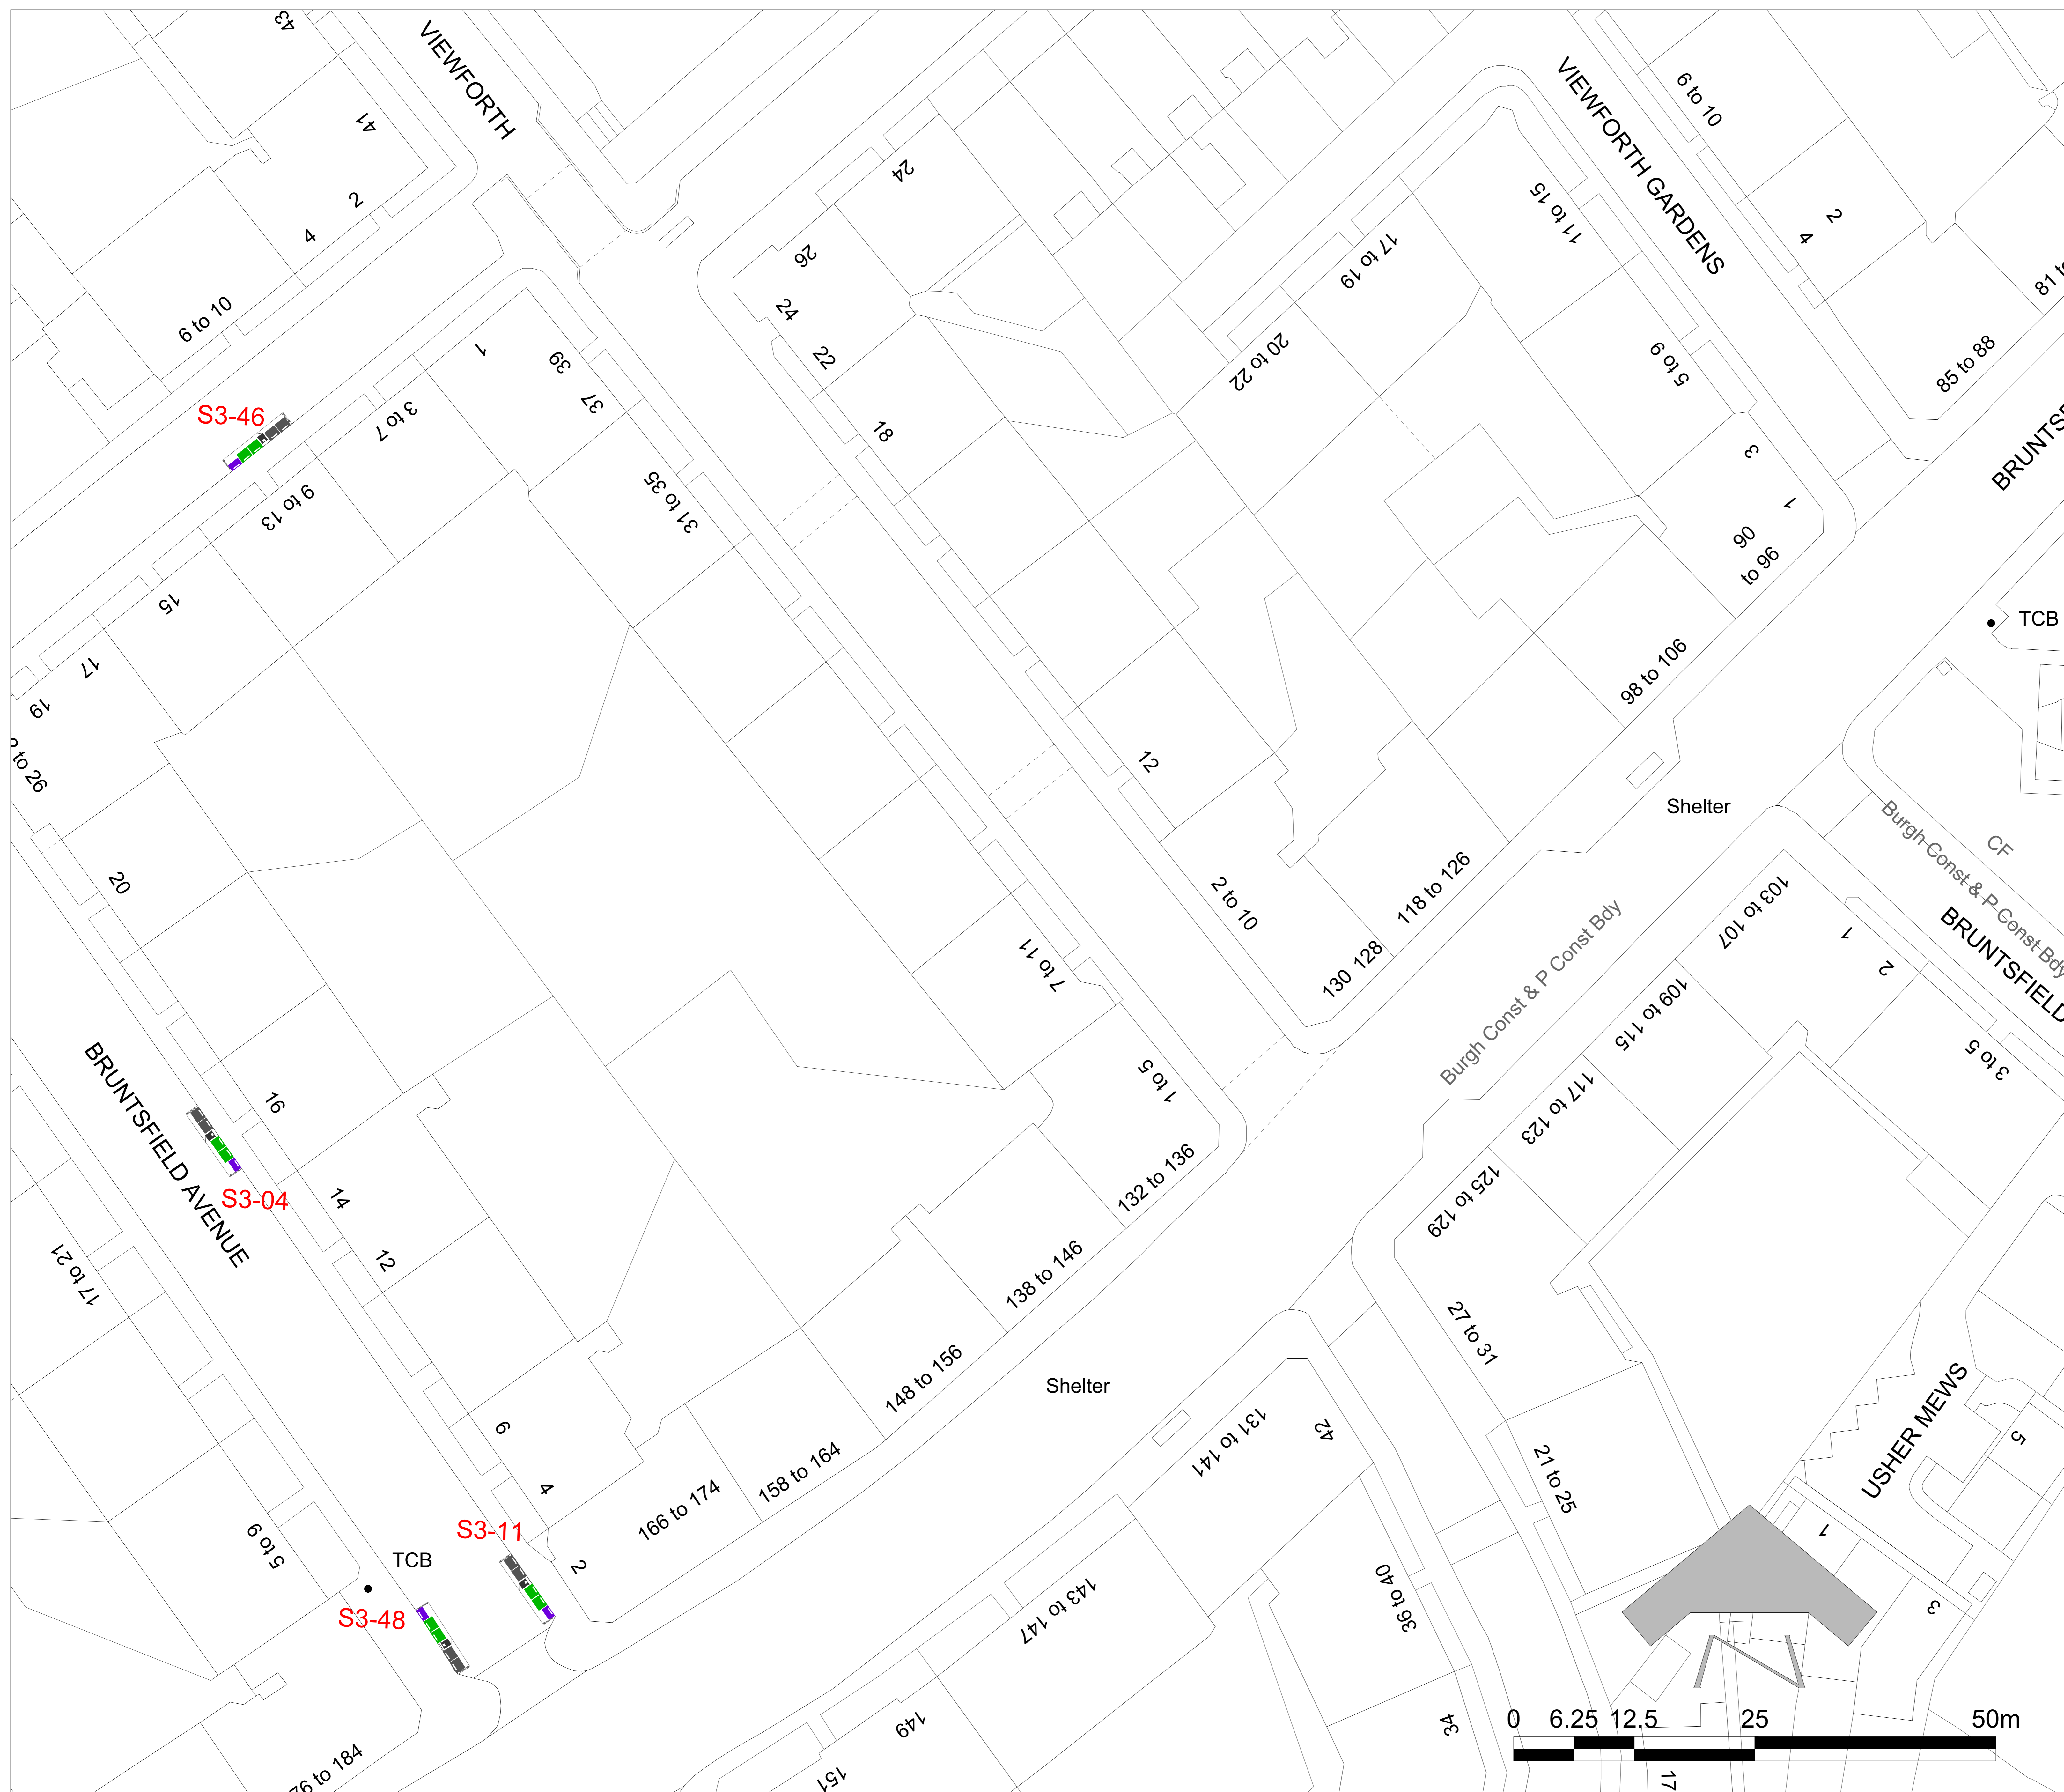 43
VIEWFORTH
41
2
4
6 to 10
24
26
24
22
18
17 to 19
20 to 22
11 to 15
VIEWFORTH GARDENS
6 to 10
2
4
85 to 88
5 to 9
3
1
90
to 96
S3-46
1
3 to 7
9 to 13
15
17
19
39
37
31 to 35
TCB
98 to 106
Shelter
12
2 to 10
118 to 126
130 128
Burgh Const & P Const Bdy
CF
Burgh Const & P Const Bdy
BRUNTSFIELD
103 to 107
1
2
3 to 5
109 to 115
117 to 123
125 to 129
20
16
BRUNTSFIELD AVENUE
S3-04
14
12
17 to 21
7 to 11
1 to 5
132 to 136
138 to 146
148 to 156
Shelter
158 to 164
166 to 174
6
4
2
S3-11
TCB
5 to 9
S3-48
27 to 31
21 to 25
131 to 141
42
143 to 147
36 to 40
34
149
151
USHER MEWS
5
1
3
0 6.25 12.5 25 50m
17